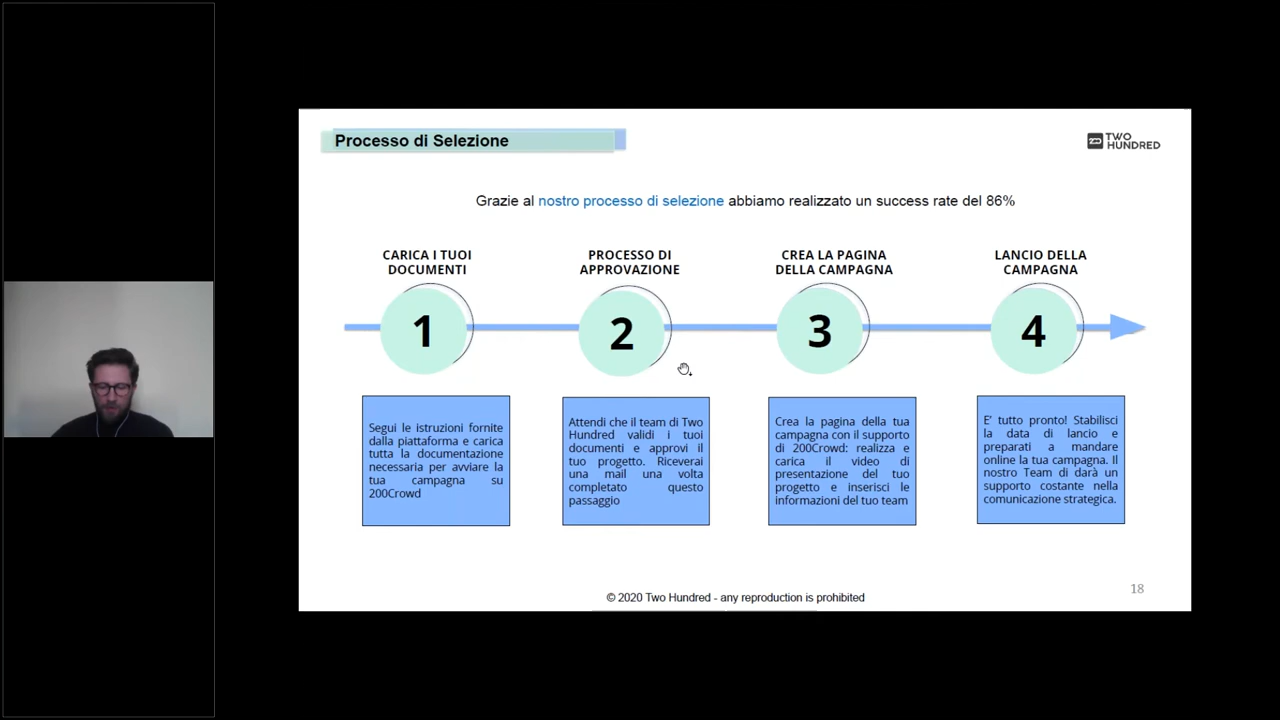 Processo di Selezione
TWO
HUNDRED
Grazie al nostro processo di selezione abbiamo realizzato un success rate del 86%
CARICA I TUOI
DOCUMENTI
PROCESSO DI
APPROVAZIONE
CREA LA PAGINA
DELLA CAMPAGNA
LANCIO DELLA
CAMPAGNA
1
2
3
4
Segui le istruzioni fornite
dalla piattaforma e carica
tutta la documentazione
necessaria per avviare la
tua campagna su
200Crowd
Attendi che il team di Two
Hundred validi i tuoi
documenti e approvi il
tuo progetto. Riceverai
una mail una volta
completato questo
passaggio
Crea la pagina della tua
campagna con il supporto
di 200Crowd: realizza e
carica il video di
presentazione del tuo
progetto e inserisci le
informazioni del tuo team
E' tutto pronto! Stabilisci
la data di lancio e
preparati a mandare
online la tua campagna. Il
nostro Team di darà un
supporto costante nella
comunicazione strategica.
18
© 2020 Two Hundred - any reproduction is prohibited